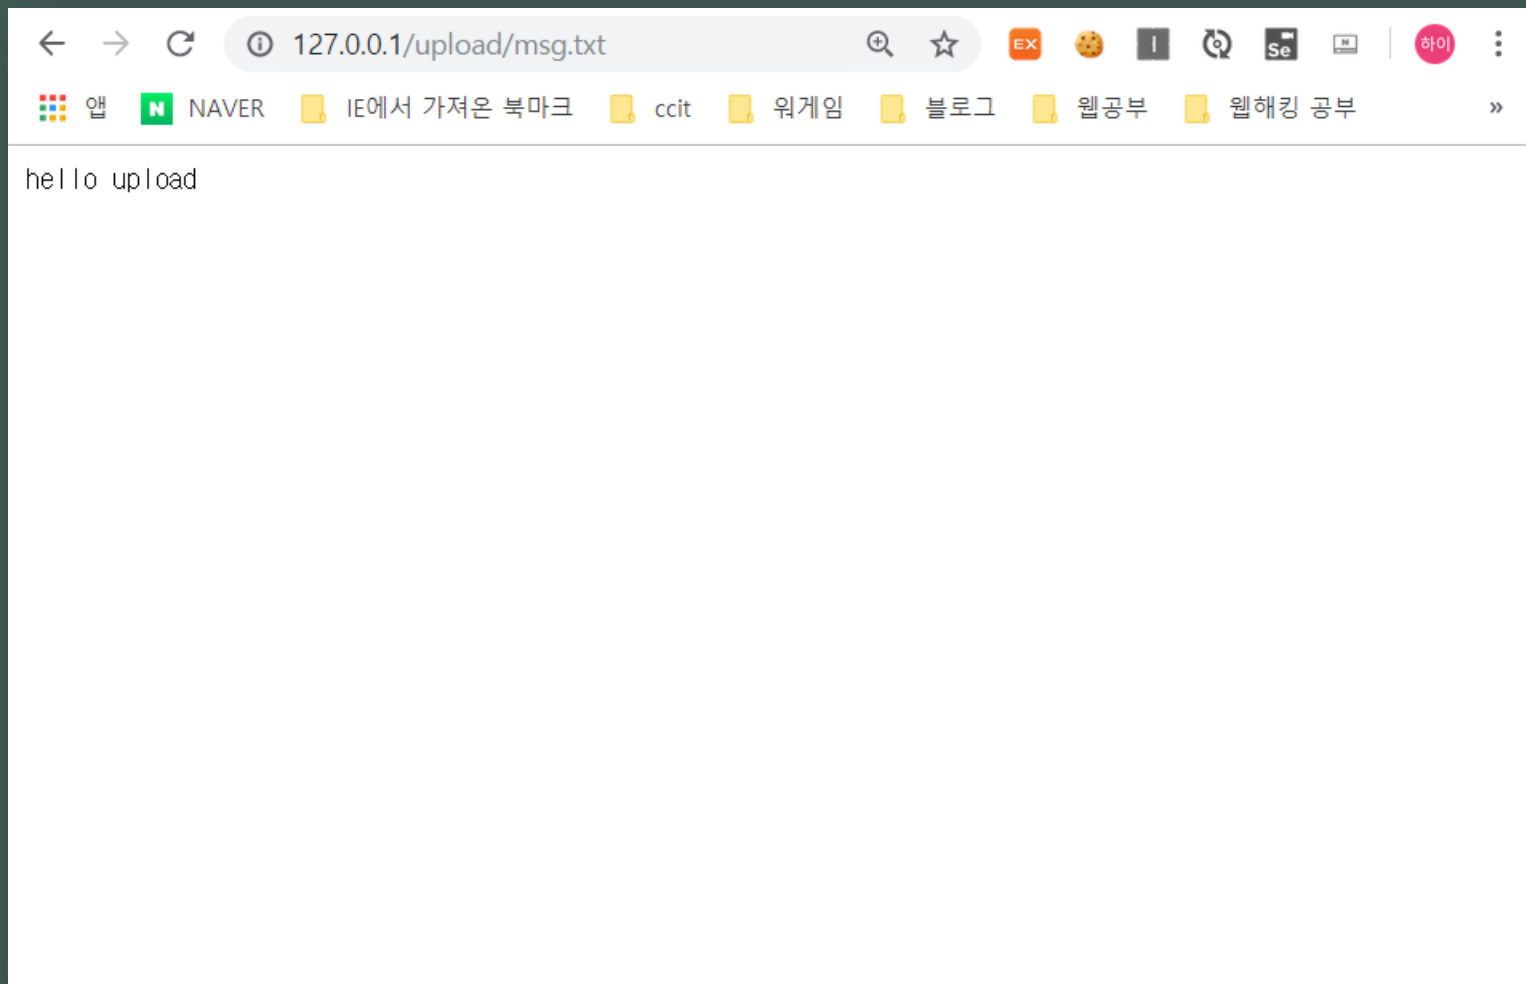 127.0.0.1/upload/msg.txt EX I Se N 하이
앱 N NAVER IE에서 가져온 북마크 ccit 워게임 블로그 웹공부 웹해킹 공부 »
hello upload